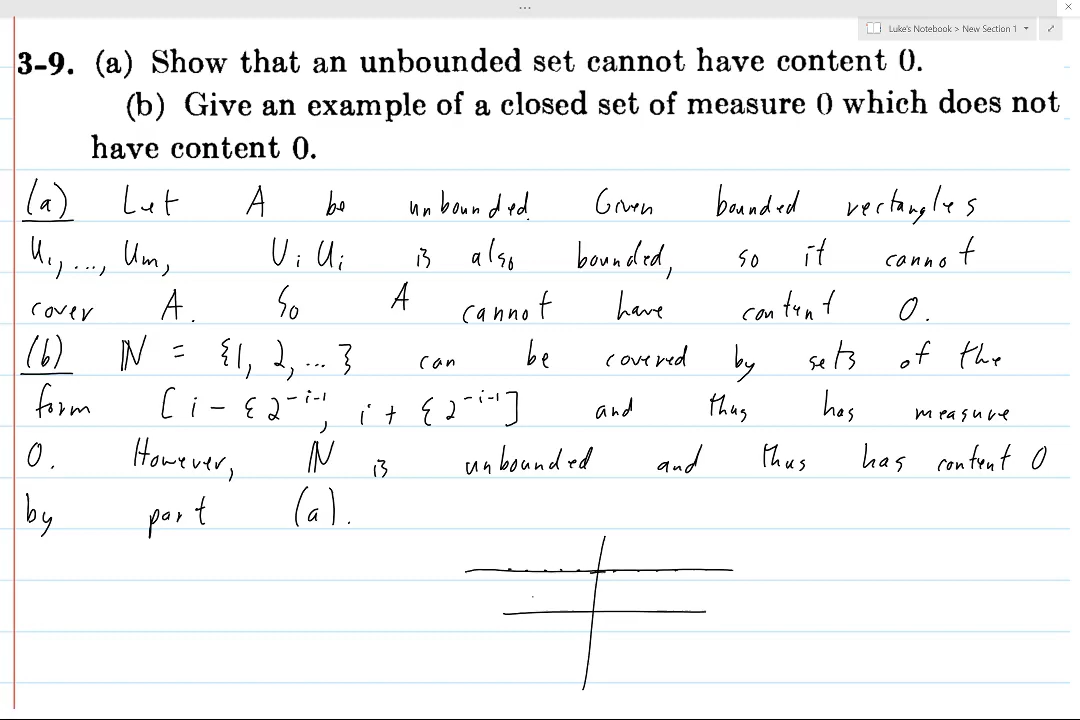 Luke's Notebook > New Section 1
3-9. (a) Show that an unbounded set cannot have content 0.
(b) Give an example of a closed set of measure 0 which does not
have content 0.
(a) Let A be unbounded. Given bounded rectangles
U₁, ..., Uₘ, ∪ᵢ Uᵢ is also bounded, so it cannot
cover A. So A cannot have content 0.
(b) ℕ = {1, 2, ...} can be covered by sets of the
form [i - ε2^{-i-1}, i + ε2^{-i-1}] and thus has measure
0. However, ℕ is unbounded and thus has content 0
by part (a).